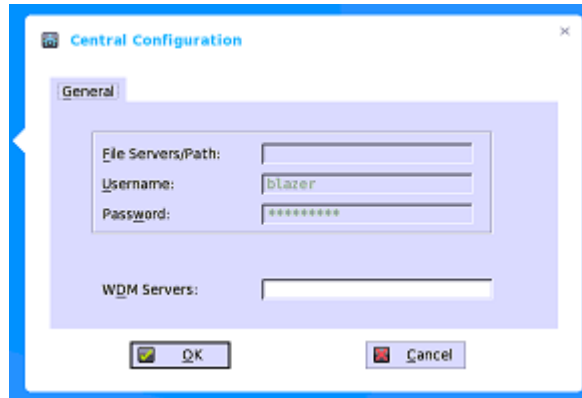 Central Configuration
General
File Servers/Path:
Username: blazer
Password: *********
WDM Servers:
OK Cancel